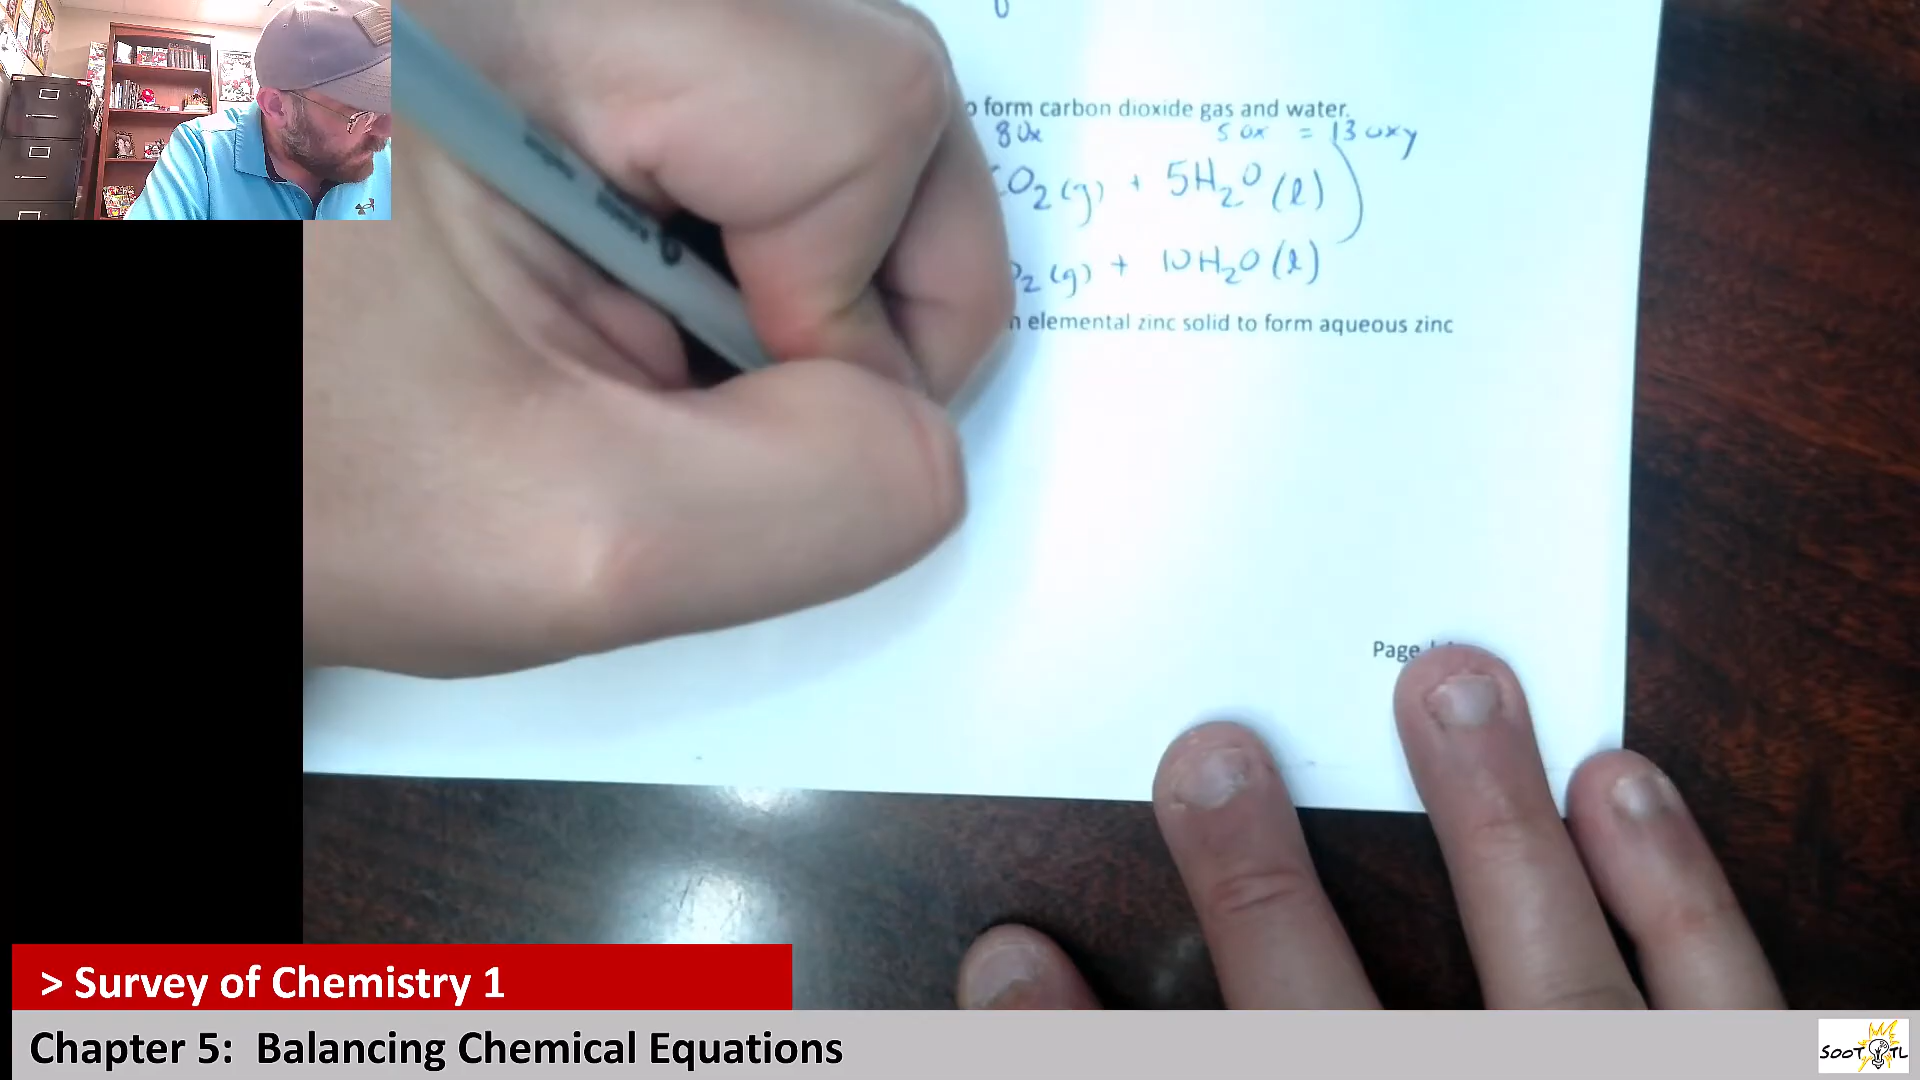 form carbon dioxide gas and water.
8 Ox 5 Ox = 13 oxy
O₂(g) + 5H₂O(l)
₂(g) + 10H₂O(l)
elemental zinc solid to form aqueous zinc
Page
> Survey of Chemistry 1
Chapter 5: Balancing Chemical Equations
SOOTTL